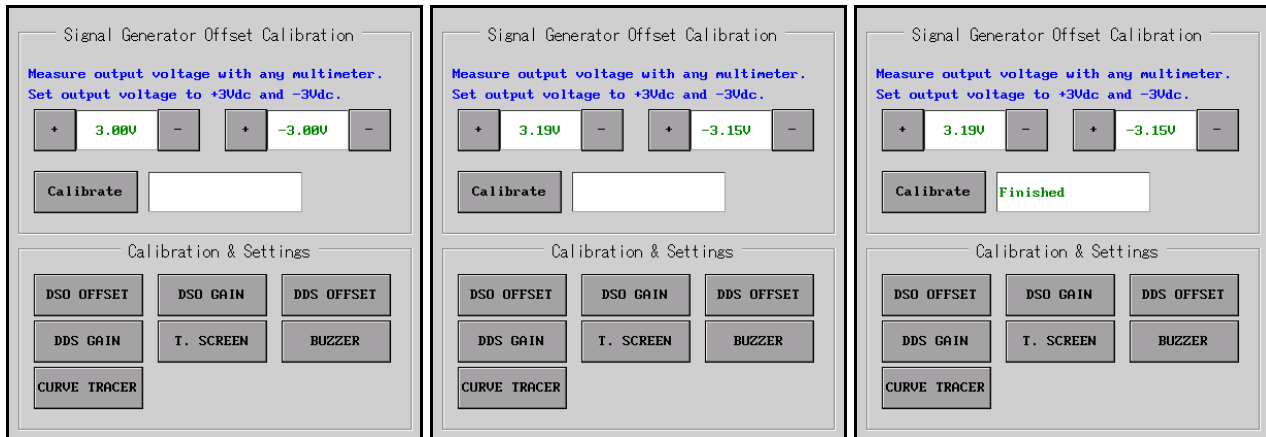 Signal Generator Offset Calibration
Measure output voltage with any multimeter.
Set output voltage to +3Vdc and -3Vdc.
+ 3.00V - + -3.00V -
Calibrate
Calibration & Settings
DSO OFFSET DSO GAIN DDS OFFSET
DDS GAIN T. SCREEN BUZZER
CURVE TRACER
Signal Generator Offset Calibration
Measure output voltage with any multimeter.
Set output voltage to +3Vdc and -3Vdc.
+ 3.19V - + -3.15V -
Calibrate
Calibration & Settings
DSO OFFSET DSO GAIN DDS OFFSET
DDS GAIN T. SCREEN BUZZER
CURVE TRACER
Signal Generator Offset Calibration
Measure output voltage with any multimeter.
Set output voltage to +3Vdc and -3Vdc.
+ 3.19V - + -3.15V -
Calibrate Finished
Calibration & Settings
DSO OFFSET DSO GAIN DDS OFFSET
DDS GAIN T. SCREEN BUZZER
CURVE TRACER